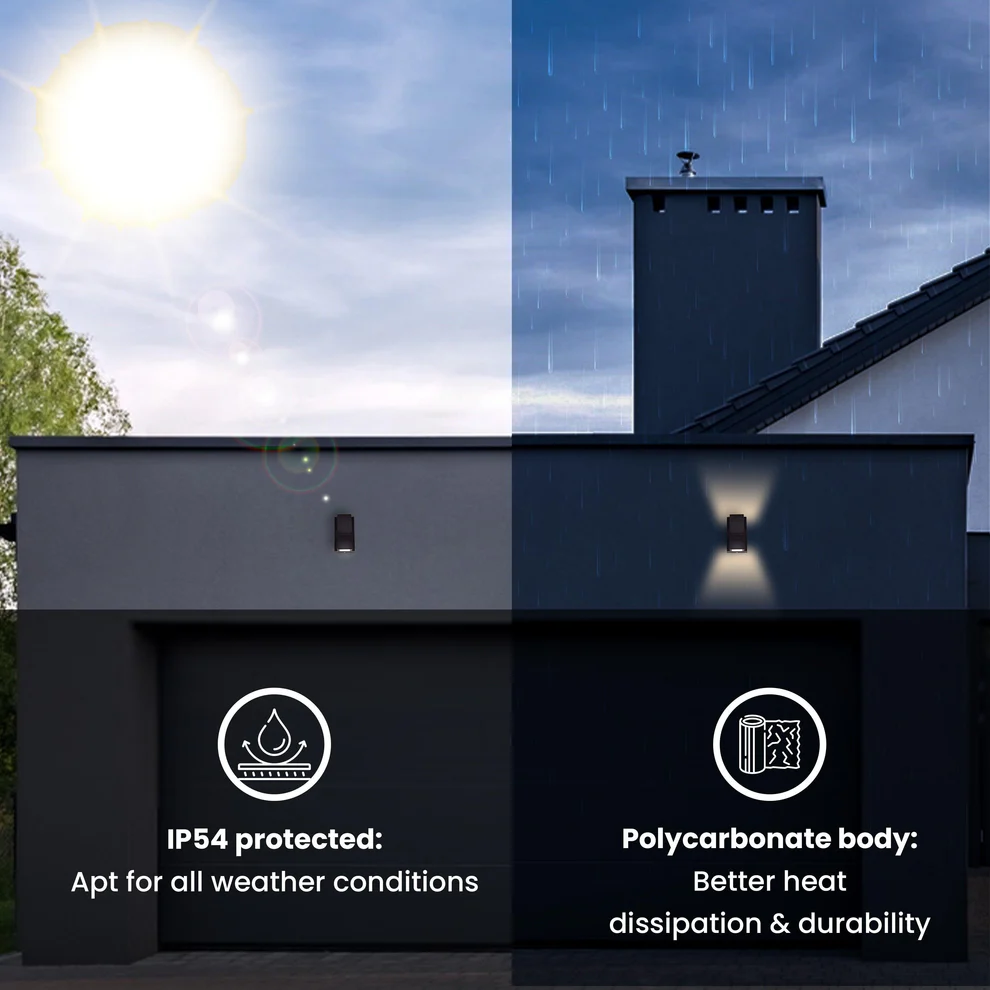 IP54 protected:
Apt for all weather conditions
Polycarbonate body:
Better heat
dissipation & durability